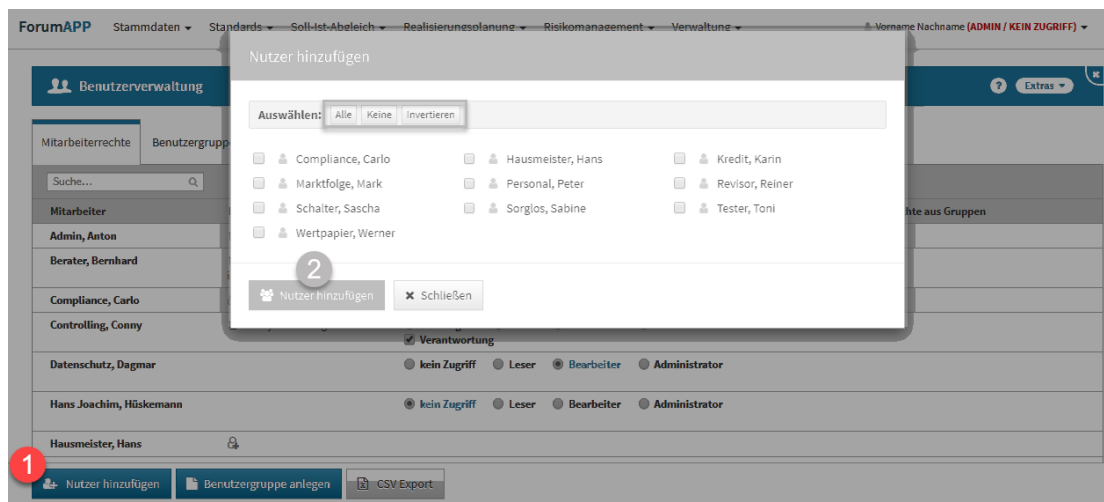 ForumAPP Stammdaten Standards Soll-Ist-Abgleich Realisierungsplanung Risikomanagement Verwaltung Vorname Nachname (ADMIN / KEIN ZUGRIFF)
Nutzer hinzufügen
Benutzerverwaltung ? Extras
Auswählen: Alle Keine Invertieren
Mitarbeiterrechte Benutzergrupp
Compliance, Carlo Hausmeister, Hans Kredit, Karin
Suche... Marktfolge, Mark Personal, Peter Revisor, Reiner
Mitarbeiter Schalter, Sascha Sorglos, Sabine Tester, Toni hte aus Gruppen
Admin, Anton Wertpapier, Werner
Berater, Bernhard
2
Nutzer hinzufügen Schließen
Compliance, Carlo
Controlling, Conny
Verantwortung
Datenschutz, Dagmar kein Zugriff Leser Bearbeiter Administrator
Hans Joachim, Hüskemann kein Zugriff Leser Bearbeiter Administrator
Hausmeister, Hans
1
Nutzer hinzufügen Benutzergruppe anlegen CSV Export